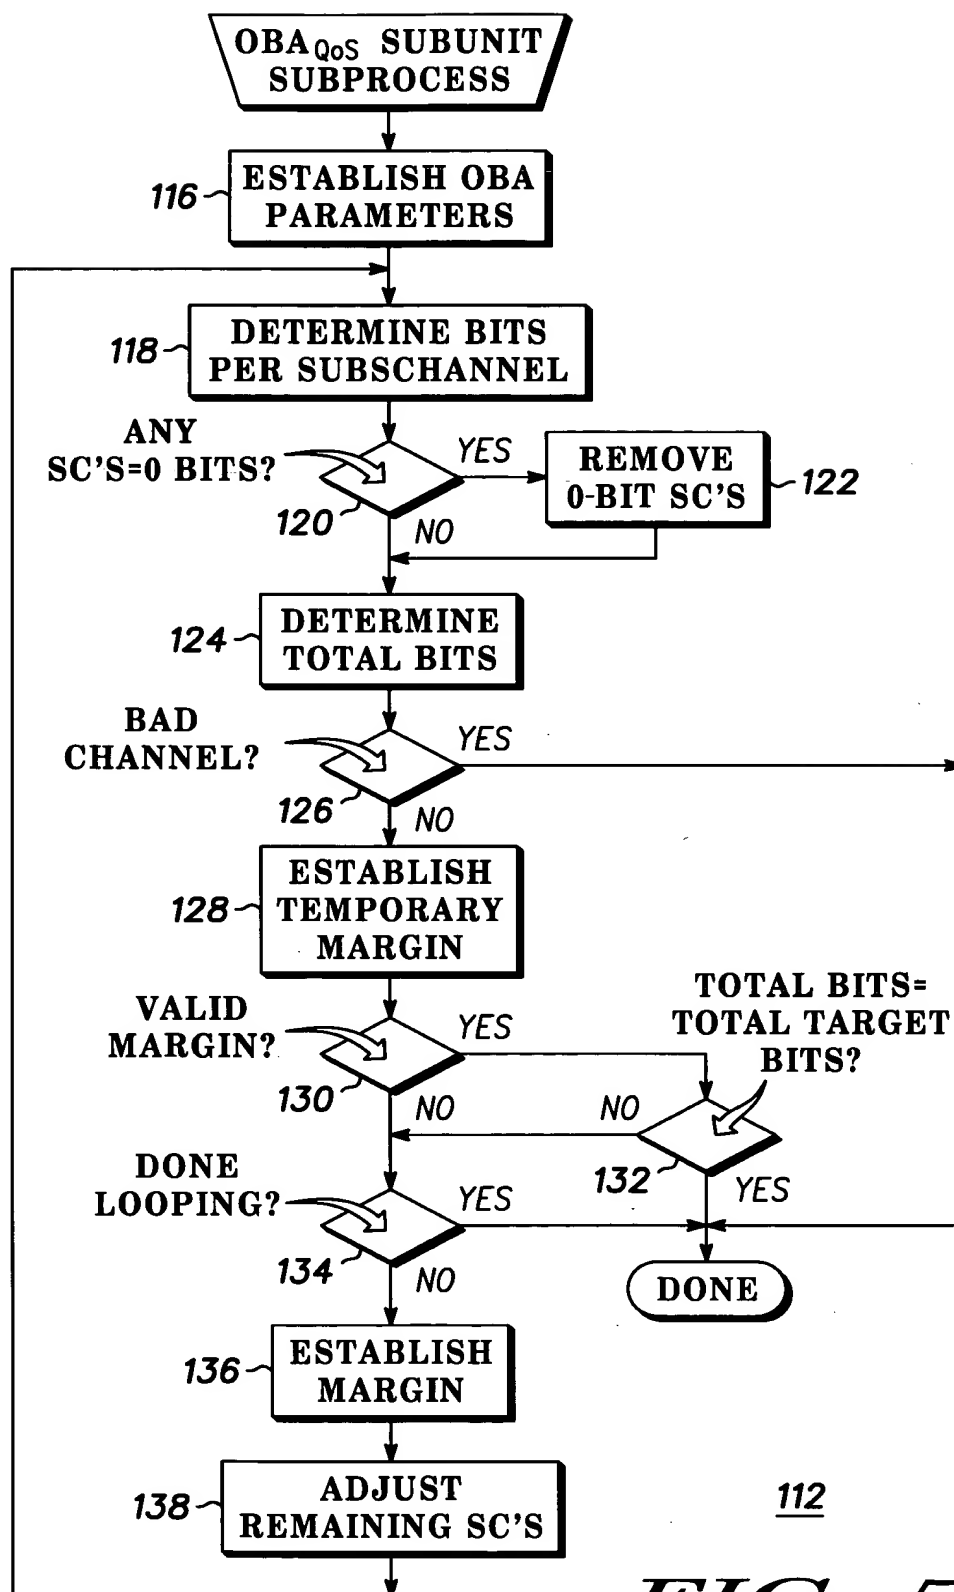 OBA QoS SUBUNIT
SUBPROCESS
116
ESTABLISH OBA
PARAMETERS
118
DETERMINE BITS
PER SUBSCHANNEL
ANY
SC'S=0 BITS?
120
YES
NO
REMOVE
0-BIT SC'S
122
124
DETERMINE
TOTAL BITS
BAD
CHANNEL?
126
YES
NO
128
ESTABLISH
TEMPORARY
MARGIN
VALID
MARGIN?
130
YES
NO
TOTAL BITS=
TOTAL TARGET
BITS?
NO
132
YES
DONE
LOOPING?
134
YES
NO
DONE
136
ESTABLISH
MARGIN
138
ADJUST
REMAINING SC'S
112
FIG. 5